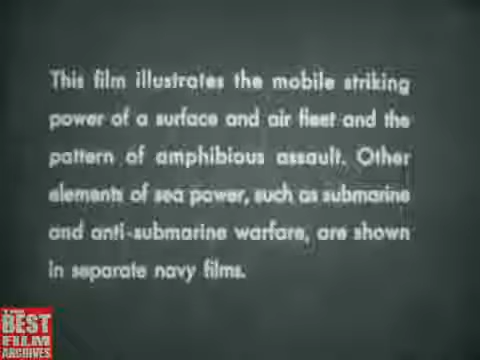 This film illustrates the mobile striking
power of a surface and air fleet and the
pattern of amphibious assault. Other
elements of sea power, such as submarine
and anti-submarine warfare, are shown
in separate navy films.
THE
BEST
FILM
ARCHIVES